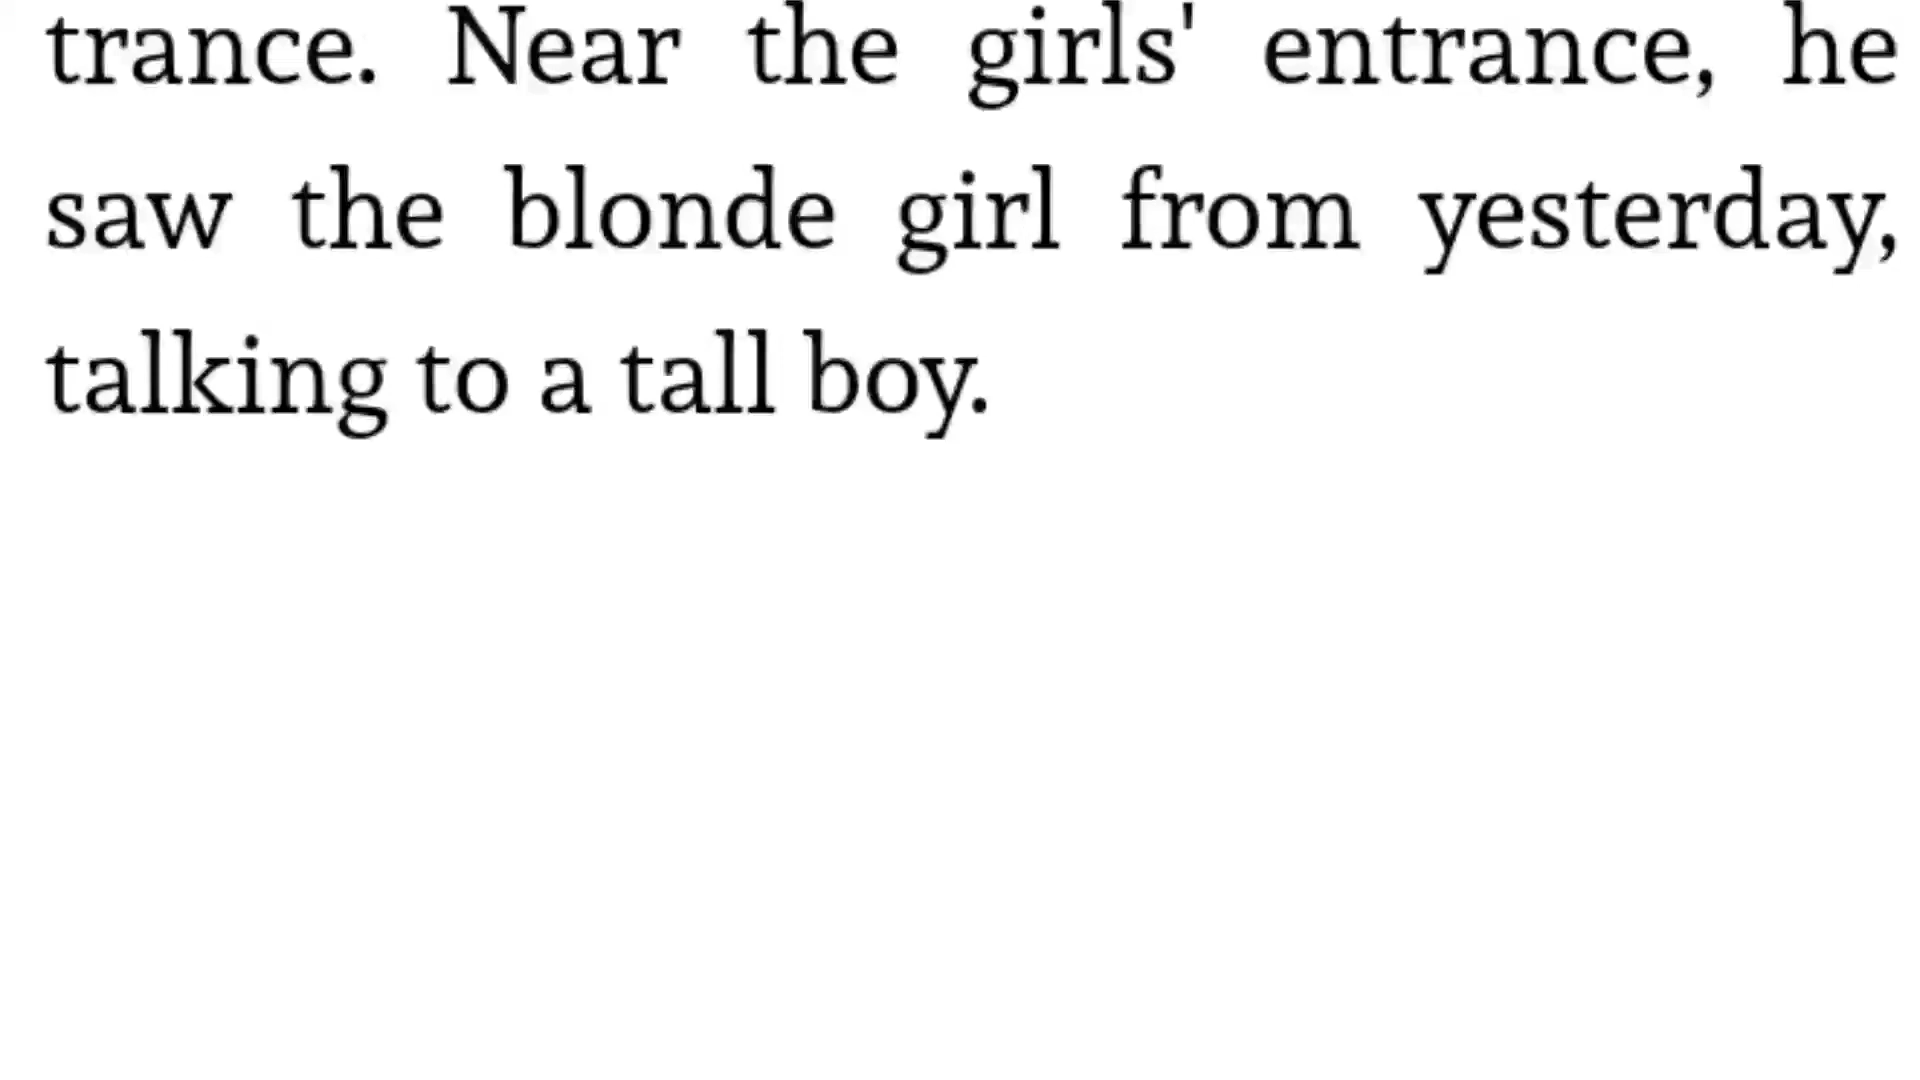 trance. Near the girls' entrance, he
saw the blonde girl from yesterday,
talking to a tall boy.